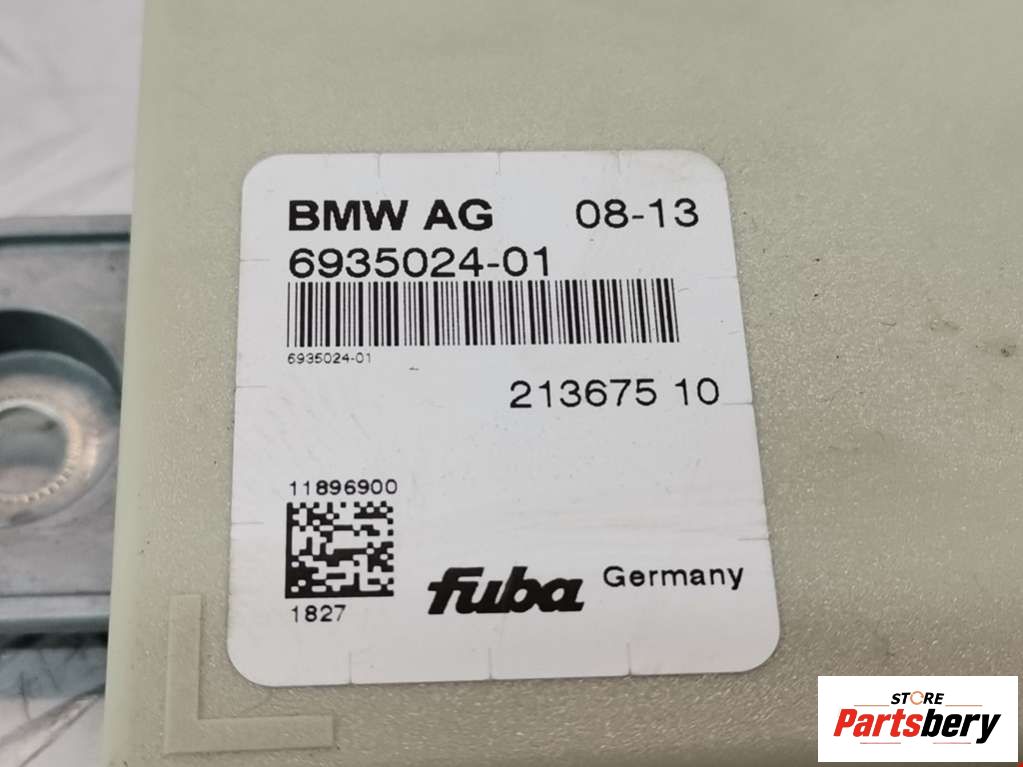 BMW AG 08-13
6935024-01
6935024-01
213675 10
11896900
1827
fuba Germany
STORE
Partsbery